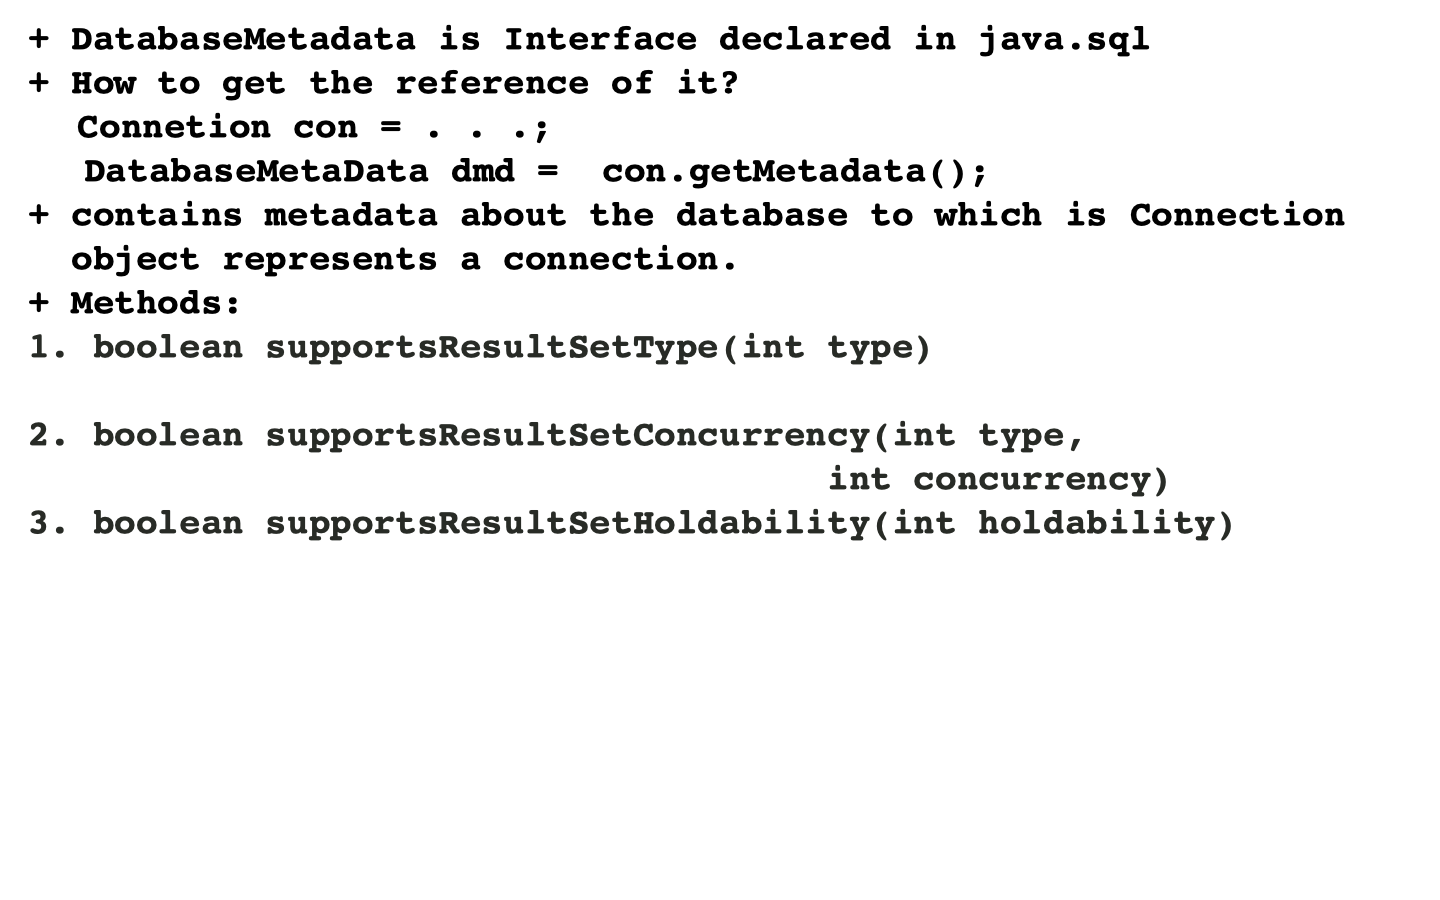 + DatabaseMetadata is Interface declared in java.sql
+ How to get the reference of it?
Connetion con = . . .;
DatabaseMetaData dmd = con.getMetadata();
+ contains metadata about the database to which is Connection
object represents a connection.
+ Methods:
1. boolean supportsResultSetType(int type)
2. boolean supportsResultSetConcurrency(int type,
int concurrency)
3. boolean supportsResultSetHoldability(int holdability)